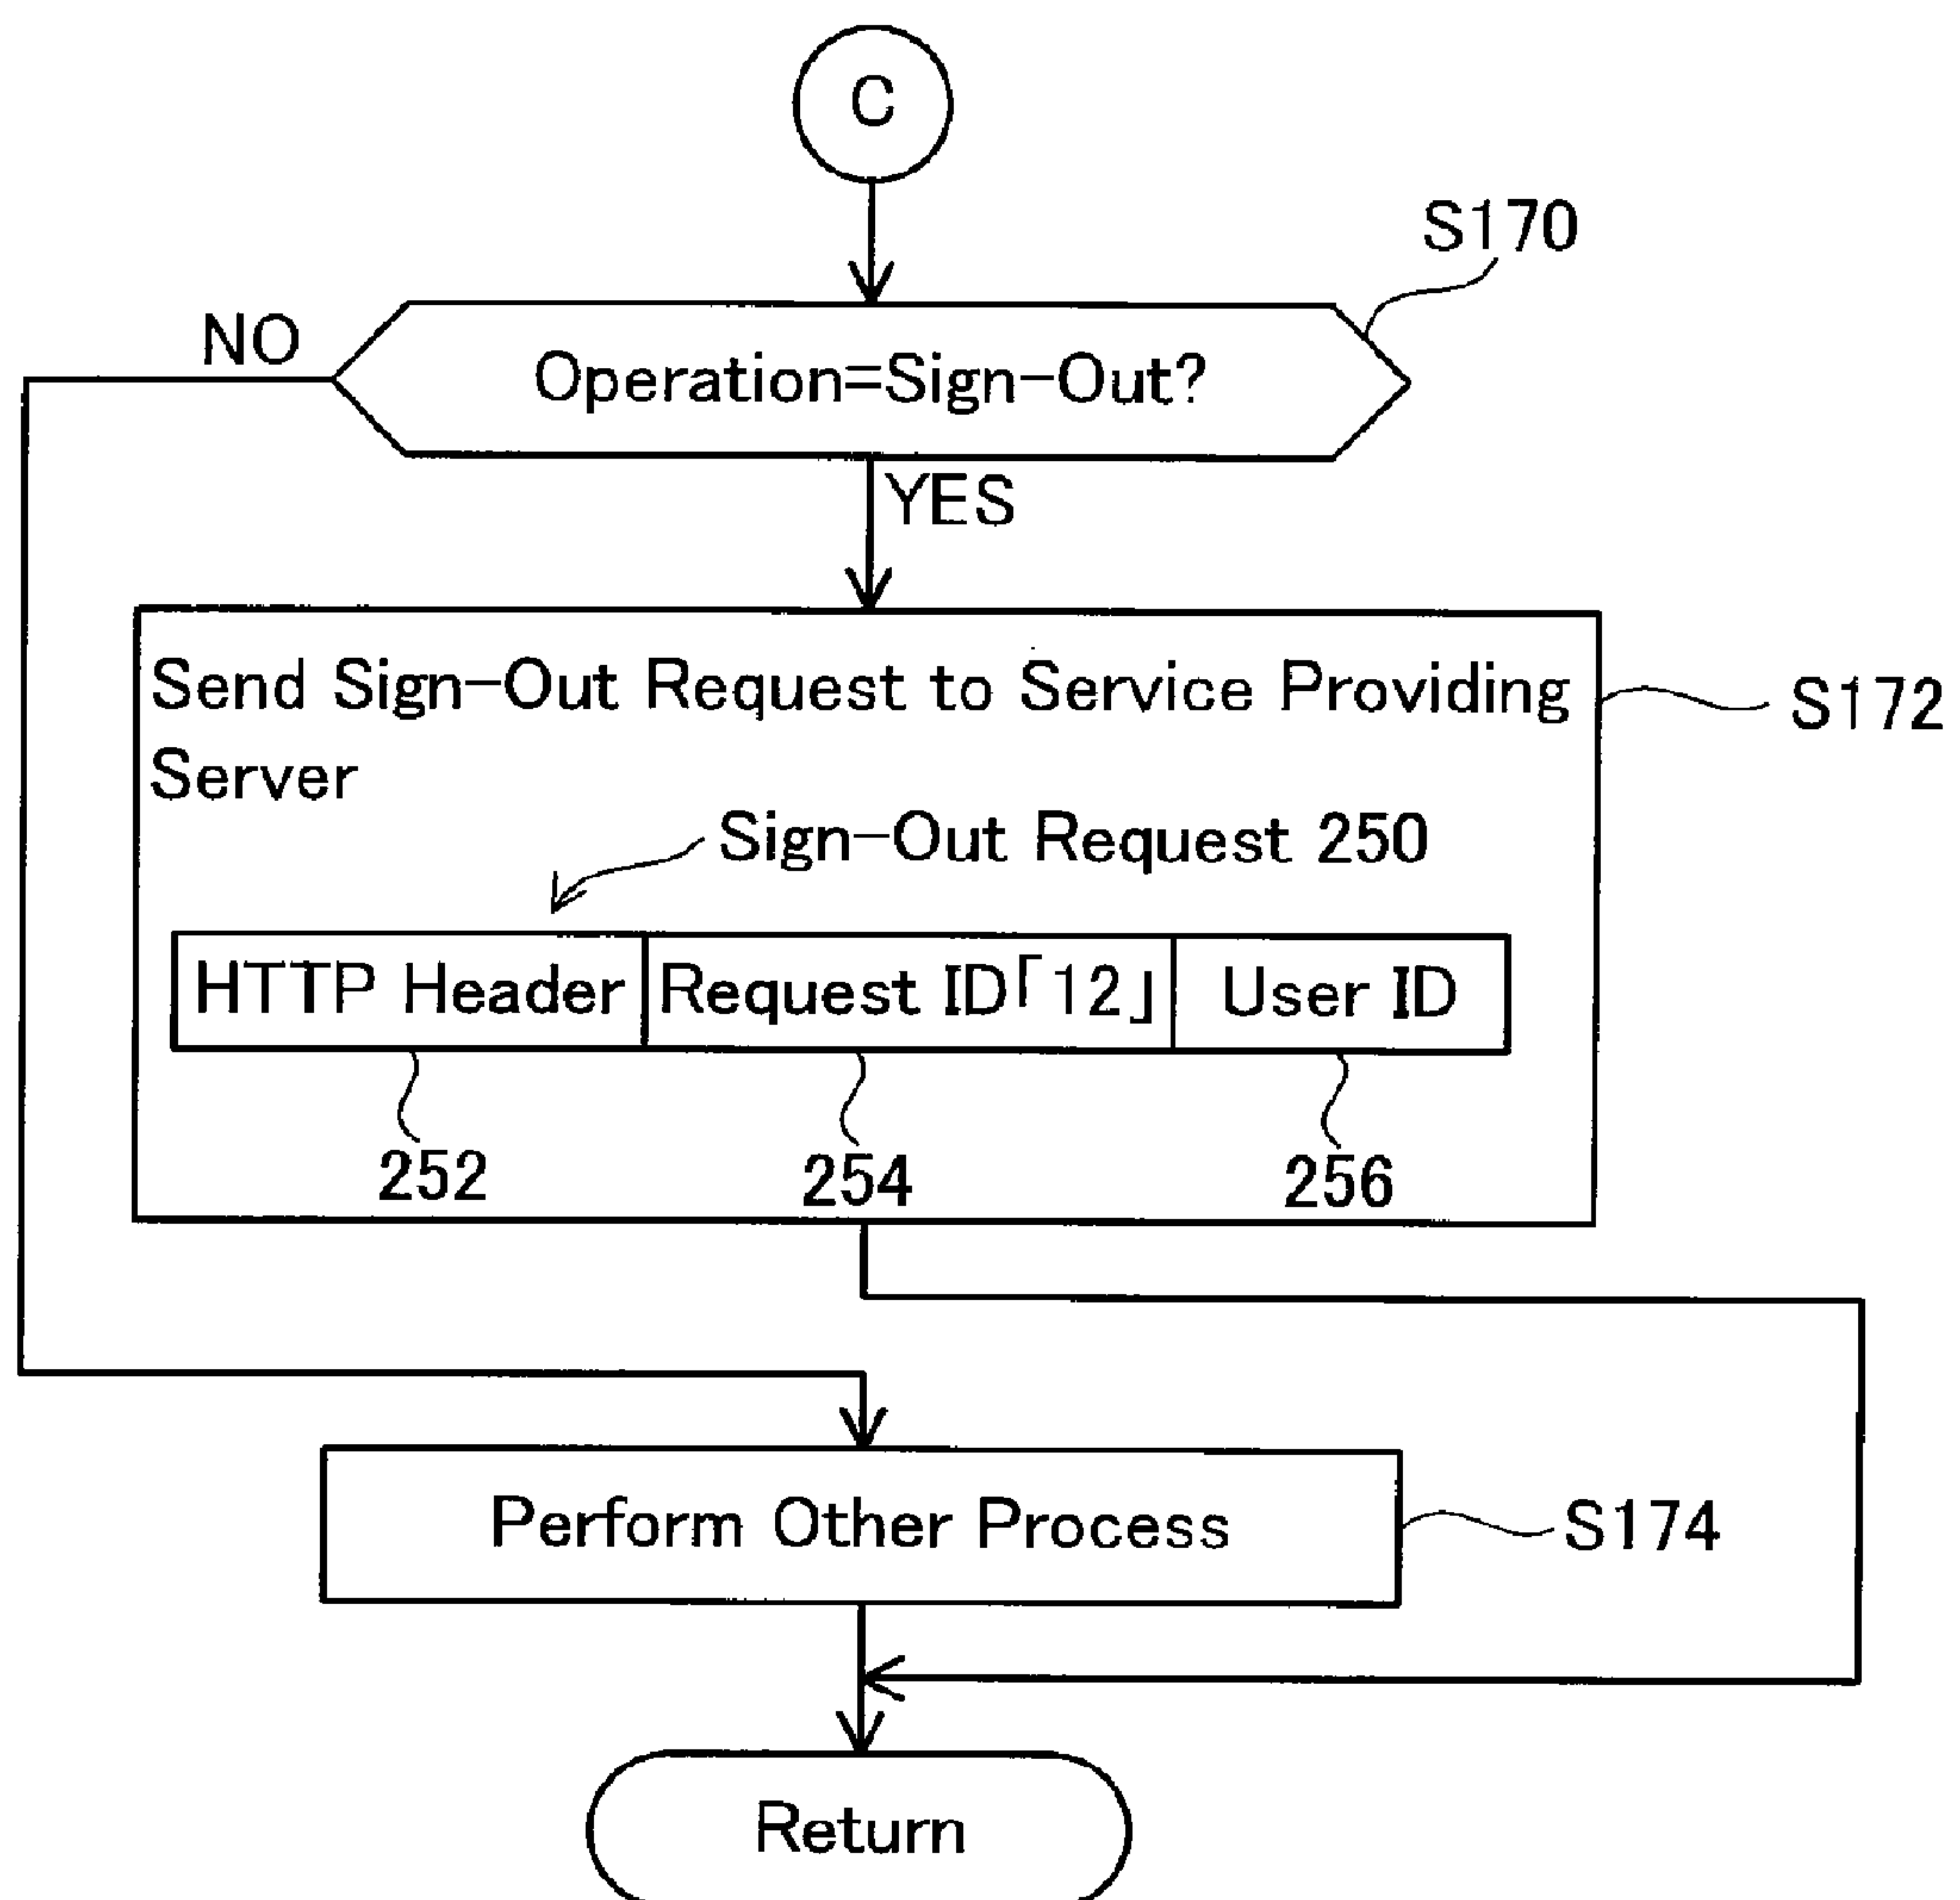 C
S170
NO
Operation=Sign-Out?
YES
Send Sign-Out Request to Service Providing
Server
S172
Sign-Out Request 250
HTTP Header
Request ID「12」
User ID
252
254
256
Perform Other Process
S174
Return